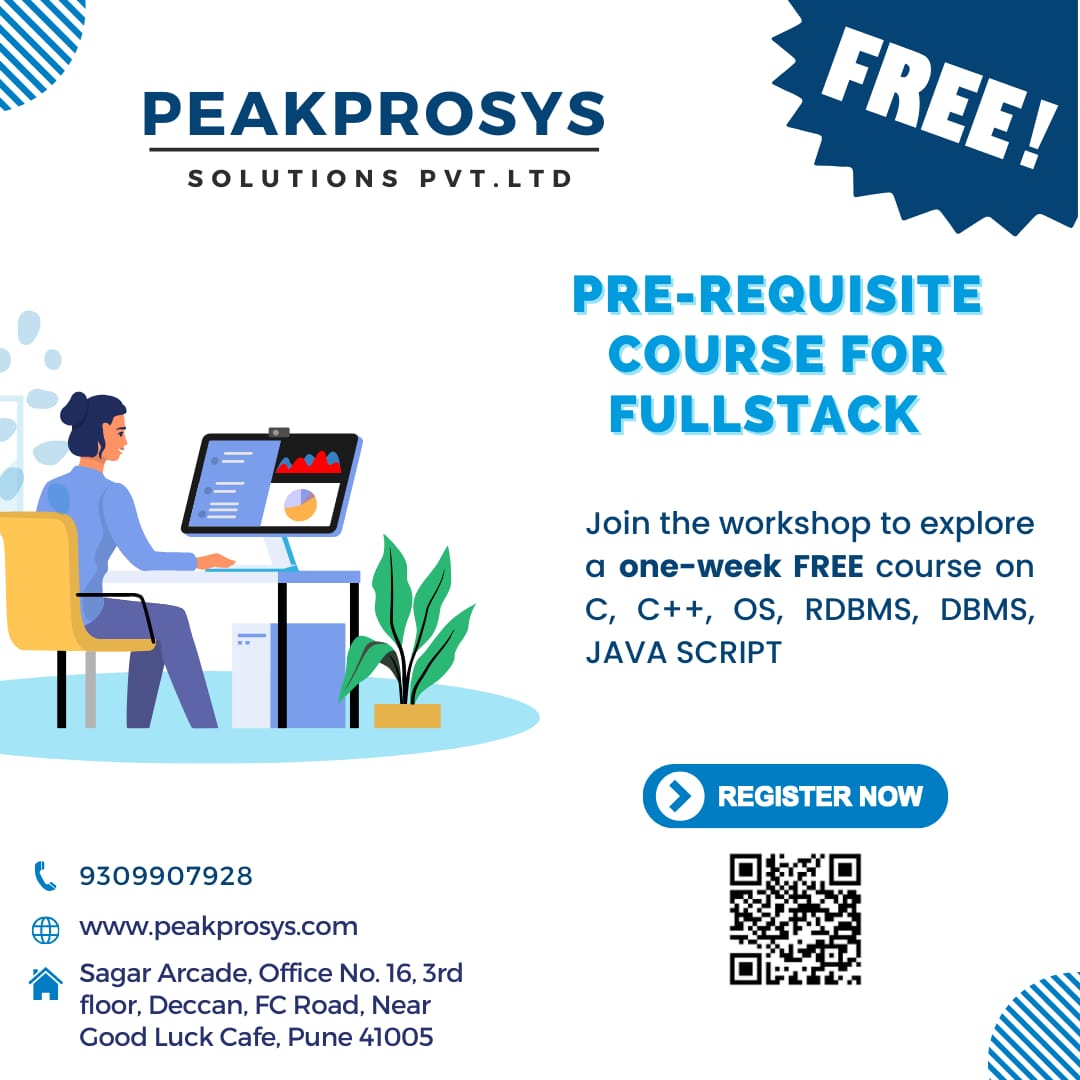 FREE!
PEAKPROSYS
SOLUTIONS PVT.LTD
PRE-REQUISITE
COURSE FOR
FULLSTACK
Join the workshop to explore
a one-week FREE course on
C, C++, OS, RDBMS, DBMS,
JAVA SCRIPT
REGISTER NOW
9309907928
www.peakprosys.com
Sagar Arcade, Office No. 16, 3rd
floor, Deccan, FC Road, Near
Good Luck Cafe, Pune 41005